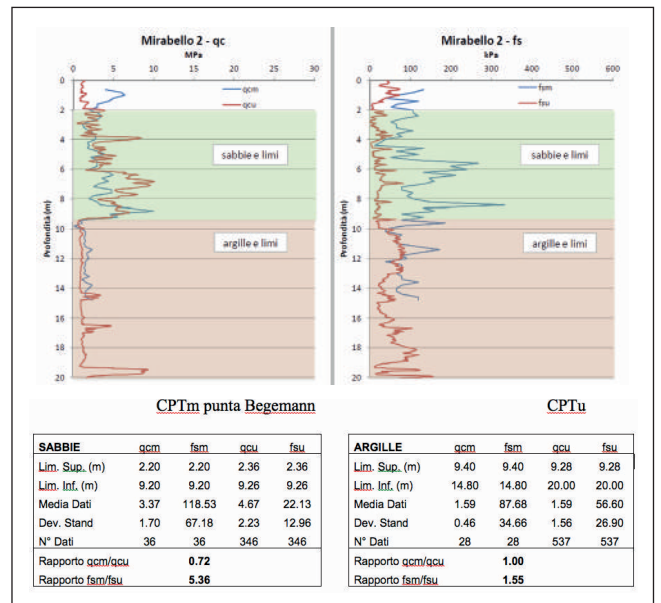 Mirabello 2 - qc
MPa
0 5 10 15 20 25 30
qcm
qcu
0
2
4
6
8
10
12
14
16
18
20
Profondità (m)
sabbie e limi
argille e limi
Mirabello 2 - fs
kPa
0 100 200 300 400 500 600
fsm
fsu
0
2
4
6
8
10
12
14
16
18
20
Profondità (m)
sabbie e limi
argille e limi
CPTm punta Begemann
CPTu
SABBIE qcm fsm qcu fsu
Lim. Sup. (m) 2.20 2.20 2.36 2.36
Lim. Inf. (m) 9.20 9.20 9.26 9.26
Media Dati 3.37 118.53 4.67 22.13
Dev. Stand 1.70 67.18 2.23 12.96
N° Dati 36 36 346 346
Rapporto qcm/qcu 0.72
Rapporto fsm/fsu 5.36
ARGILLE qcm fsm qcu fsu
Lim. Sup. (m) 9.40 9.40 9.28 9.28
Lim. Inf. (m) 14.80 14.80 20.00 20.00
Media Dati 1.59 87.68 1.59 56.60
Dev. Stand 0.46 34.66 1.56 26.90
N° Dati 28 28 537 537
Rapporto qcm/qcu 1.00
Rapporto fsm/fsu 1.55